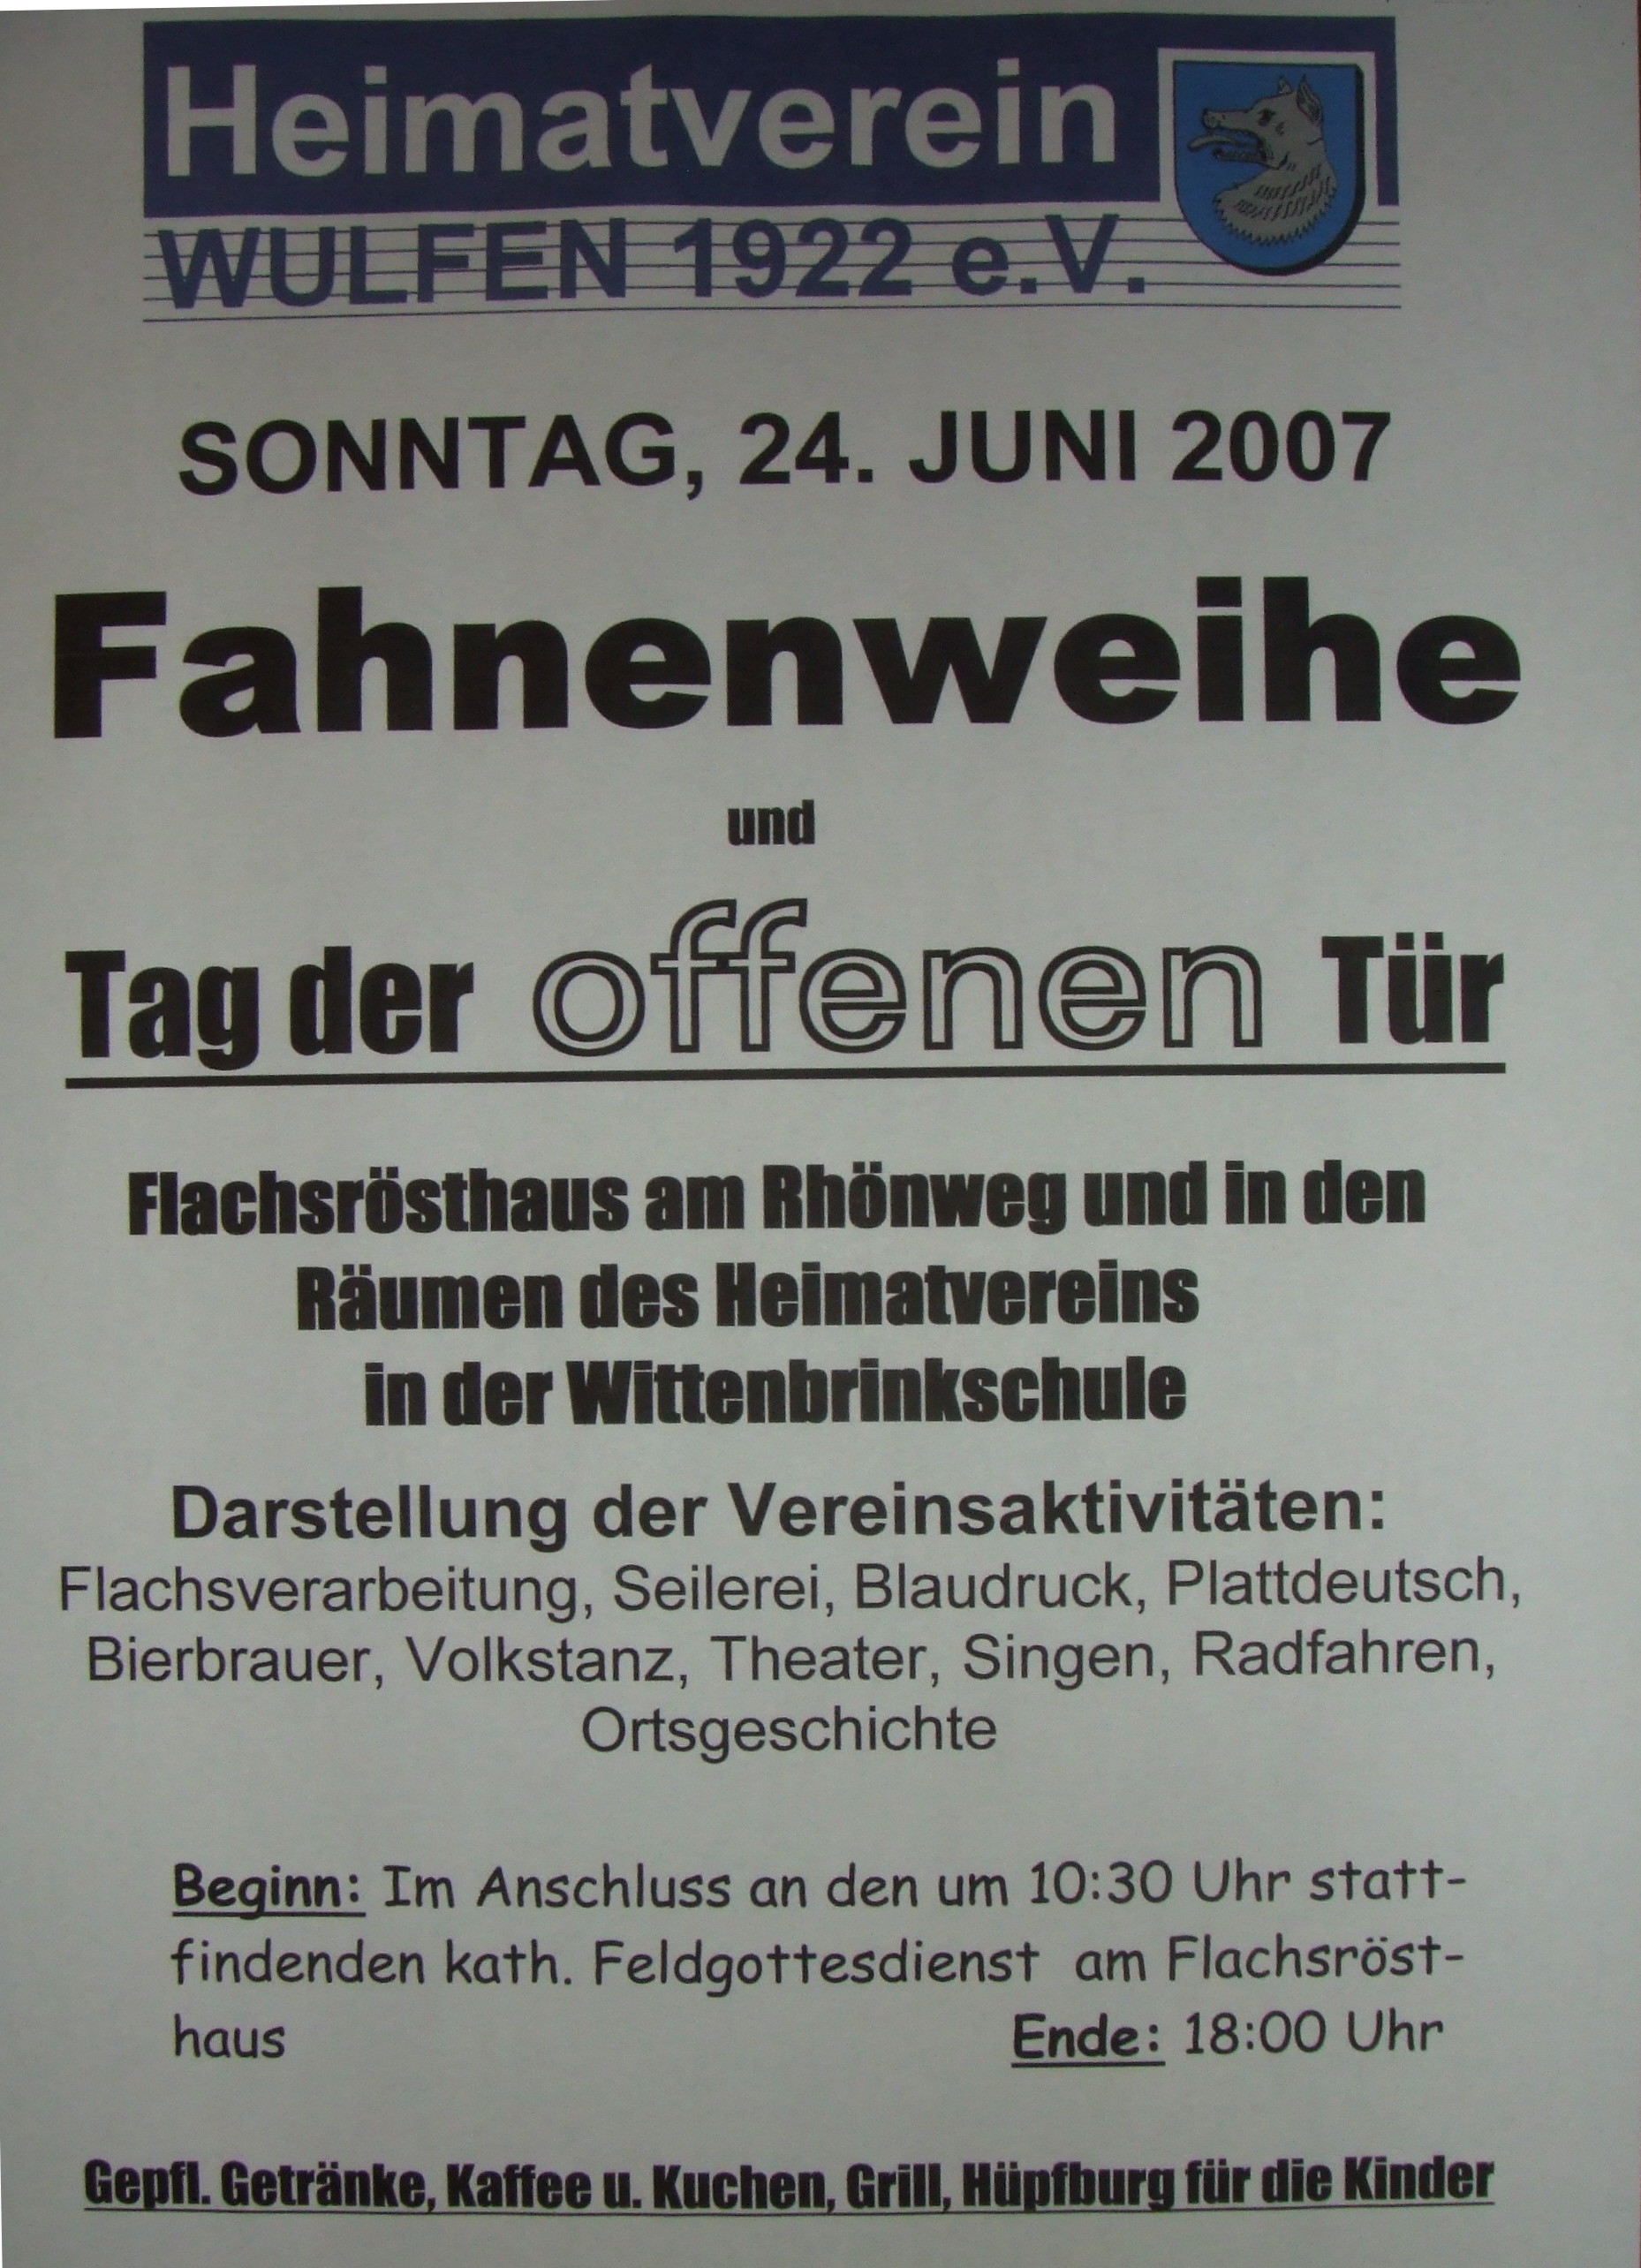 Heimatverein
WULFEN 1922 e.V.
SONNTAG, 24. JUNI 2007
Fahnenweihe
und
Tag der offenen Tür
Flachsrösthaus am Rhönweg und in den
Räumen des Heimatvereins
in der Wittenbrinkschule
Darstellung der Vereinsaktivitäten:
Flachsverarbeitung, Seilerei, Blaudruck, Plattdeutsch,
Bierbrauer, Volkstanz, Theater, Singen, Radfahren,
Ortsgeschichte
Beginn: Im Anschluss an den um 10:30 Uhr statt-
findenden kath. Feldgottesdienst am Flachsröst-
haus Ende: 18:00 Uhr
Gepfl. Getränke, Kaffee u. Kuchen, Grill, Hüpfburg für die Kinder